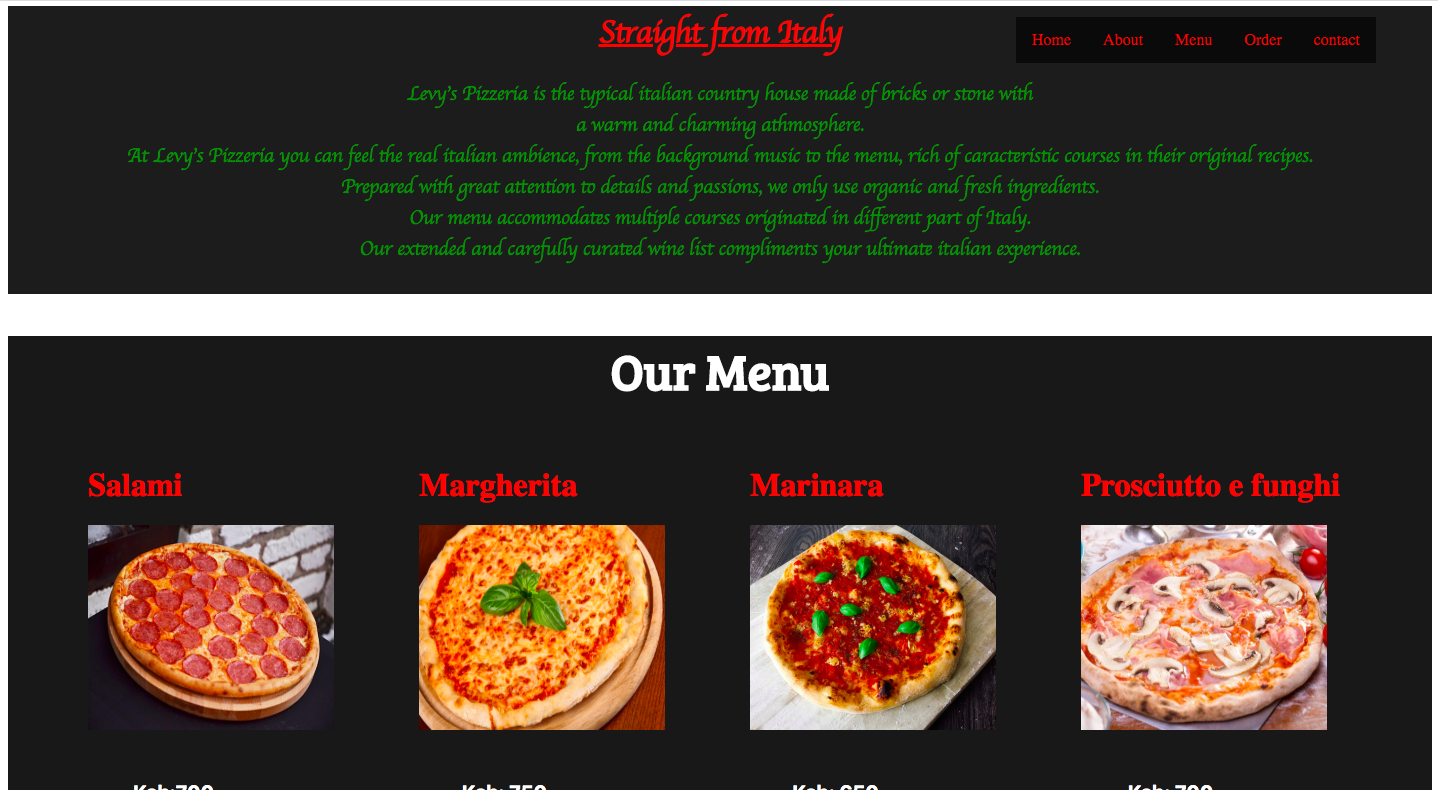 Straight from Italy
Home About Menu Order contact
Levy's Pizzeria is the typical italian country house made of bricks or stone with
a warm and charming athmosphere.
At Levy's Pizzeria you can feel the real italian ambience, from the background music to the menu, rich of caracteristic courses in their original recipes.
Prepared with great attention to details and passions, we only use organic and fresh ingredients.
Our menu accommodates multiple courses originated in different part of Italy.
Our extended and carefully curated wine list compliments your ultimate italian experience.
Our Menu
Salami Margherita Marinara Prosciutto e funghi